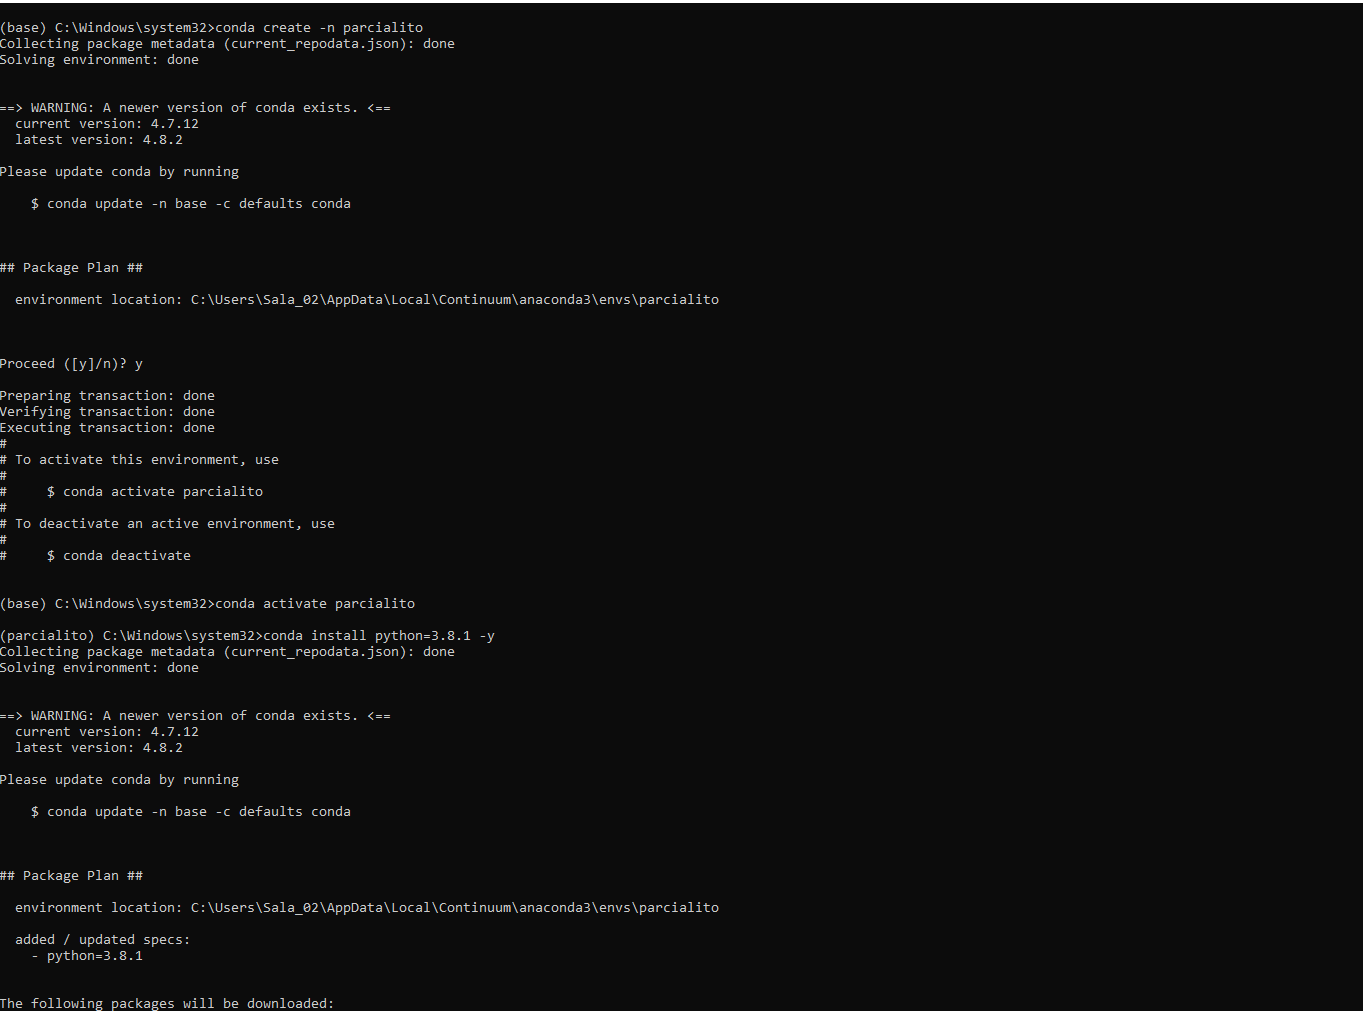 (base) C:\Windows\system32>conda create -n parcialito
Collecting package metadata (current_repodata.json): done
Solving environment: done
==> WARNING: A newer version of conda exists. <==
current version: 4.7.12
latest version: 4.8.2
Please update conda by running
$ conda update -n base -c defaults conda
## Package Plan ##
environment location: C:\Users\Sala_02\AppData\Local\Continuum\anaconda3\envs\parcialito
Proceed ([y]/n)? y
Preparing transaction: done
Verifying transaction: done
Executing transaction: done
#
# To activate this environment, use
#
#     $ conda activate parcialito
#
# To deactivate an active environment, use
#
#     $ conda deactivate
(base) C:\Windows\system32>conda activate parcialito
(parcialito) C:\Windows\system32>conda install python=3.8.1 -y
Collecting package metadata (current_repodata.json): done
Solving environment: done
==> WARNING: A newer version of conda exists. <==
current version: 4.7.12
latest version: 4.8.2
Please update conda by running
$ conda update -n base -c defaults conda
## Package Plan ##
environment location: C:\Users\Sala_02\AppData\Local\Continuum\anaconda3\envs\parcialito
added / updated specs:
- python=3.8.1
The following packages will be downloaded: